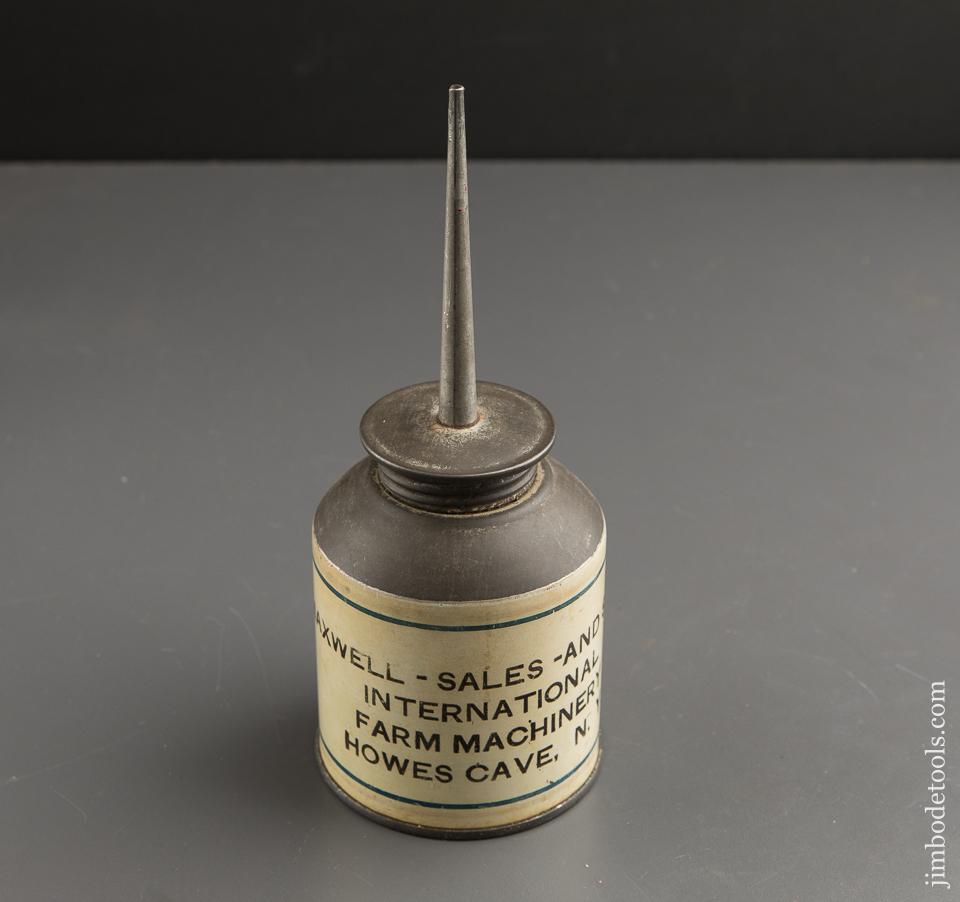 AXWELL - SALES - AND S
INTERNATIONAL
FARM MACHINERY
HOWES CAVE, N. Y
jimbodetools.com